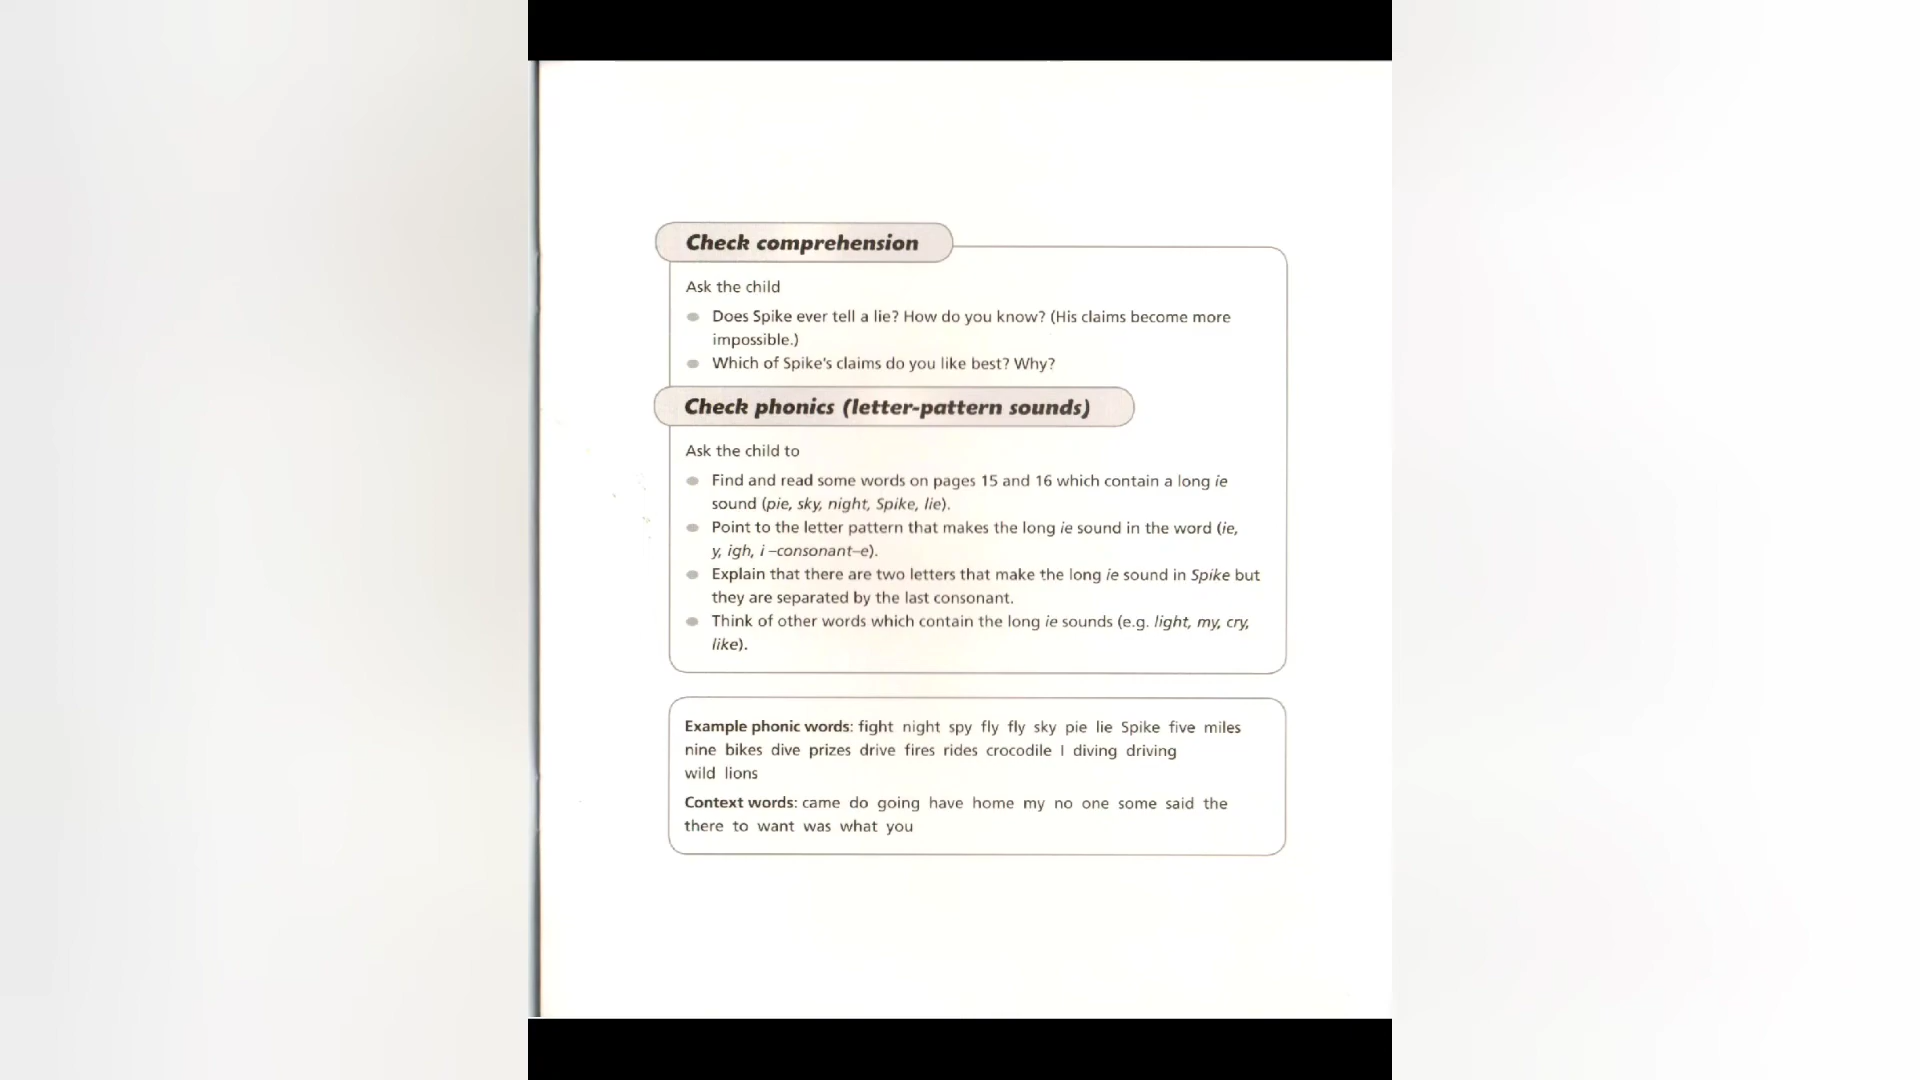 Check comprehension
Ask the child
Does Spike ever tell a lie? How do you know? (His claims become more
impossible.)
Which of Spike's claims do you like best? Why?
Check phonics (letter-pattern sounds)
Ask the child to
Find and read some words on pages 15 and 16 which contain a long ie
sound (pie, sky, night, Spike, lie).
Point to the letter pattern that makes the long ie sound in the word (ie,
y, igh, i –consonant–e).
Explain that there are two letters that make the long ie sound in Spike but
they are separated by the last consonant.
Think of other words which contain the long ie sounds (e.g. light, my, cry,
like).
Example phonic words: fight night spy fly fly sky pie lie Spike five miles
nine bikes dive prizes drive fires rides crocodile I diving driving
wild lions
Context words: came do going have home my no one some said the
there to want was what you